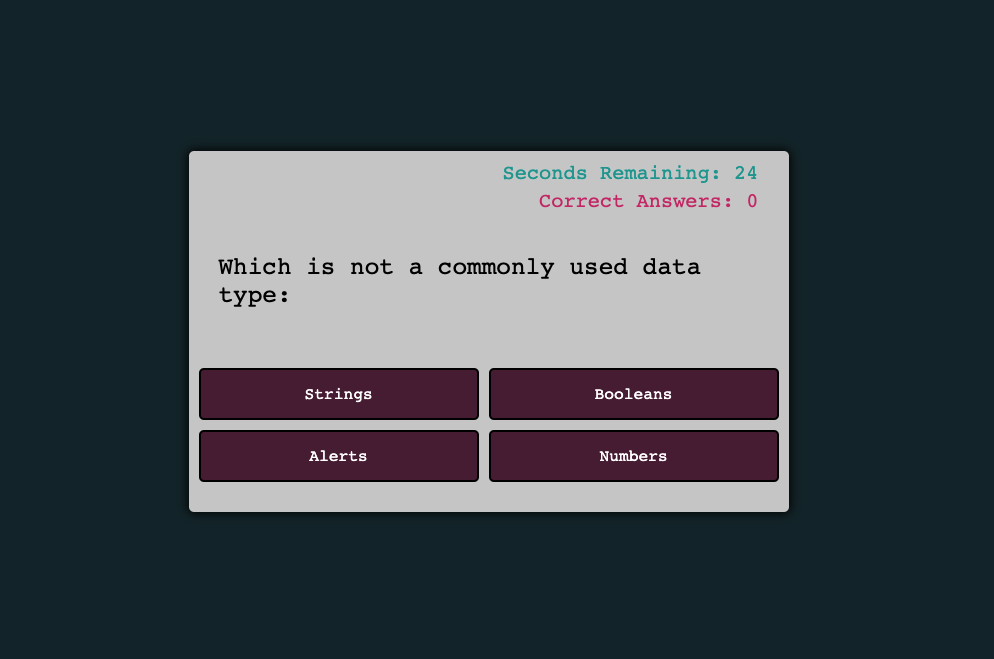 Seconds Remaining: 24
Correct Answers: 0
Which is not a commonly used data
type:
Strings
Booleans
Alerts
Numbers